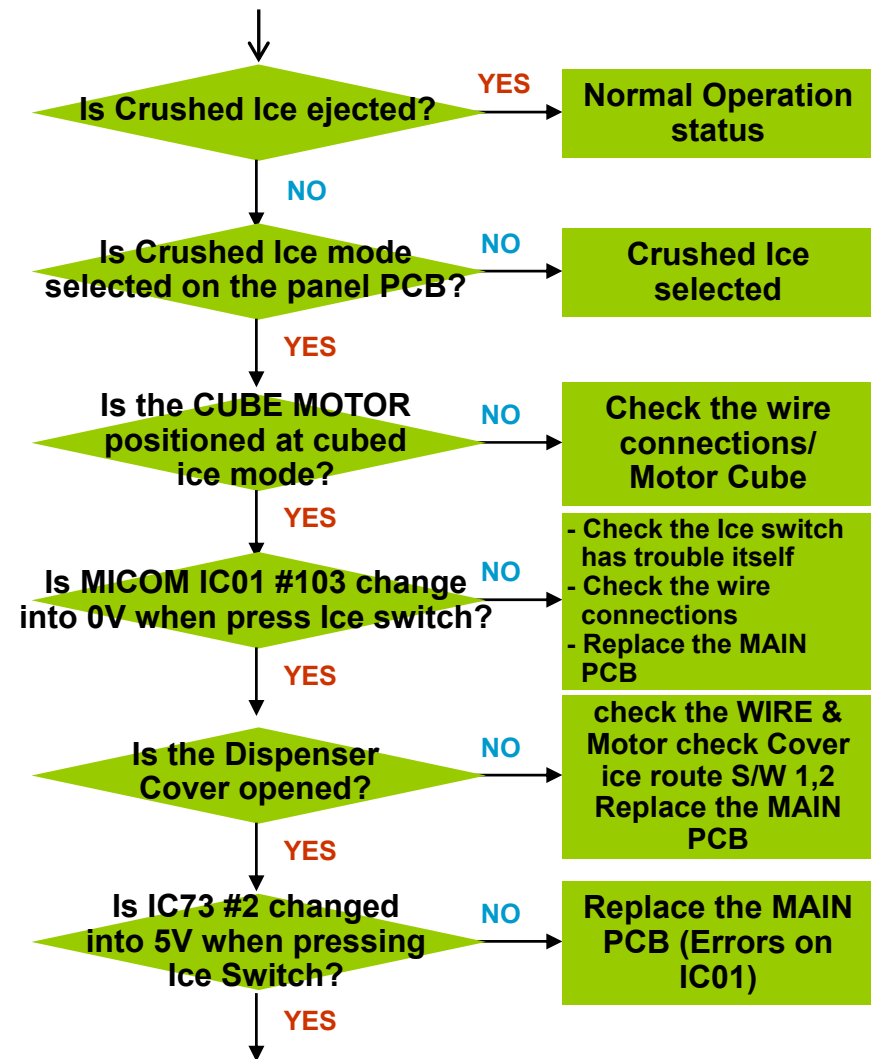 Is Crushed Ice ejected?
YES
Normal Operation
status
NO
Is Crushed Ice mode
selected on the panel PCB?
NO
Crushed Ice
selected
YES
Is the CUBE MOTOR
positioned at cubed
ice mode?
NO
Check the wire
connections/
Motor Cube
YES
Is MICOM IC01 #103 change
into 0V when press Ice switch?
NO
- Check the Ice switch
has trouble itself
- Check the wire
connections
- Replace the MAIN
PCB
YES
Is the Dispenser
Cover opened?
NO
check the WIRE &
Motor check Cover
ice route S/W 1,2
Replace the MAIN
PCB
YES
Is IC73 #2 changed
into 5V when pressing
Ice Switch?
NO
Replace the MAIN
PCB (Errors on
IC01)
YES